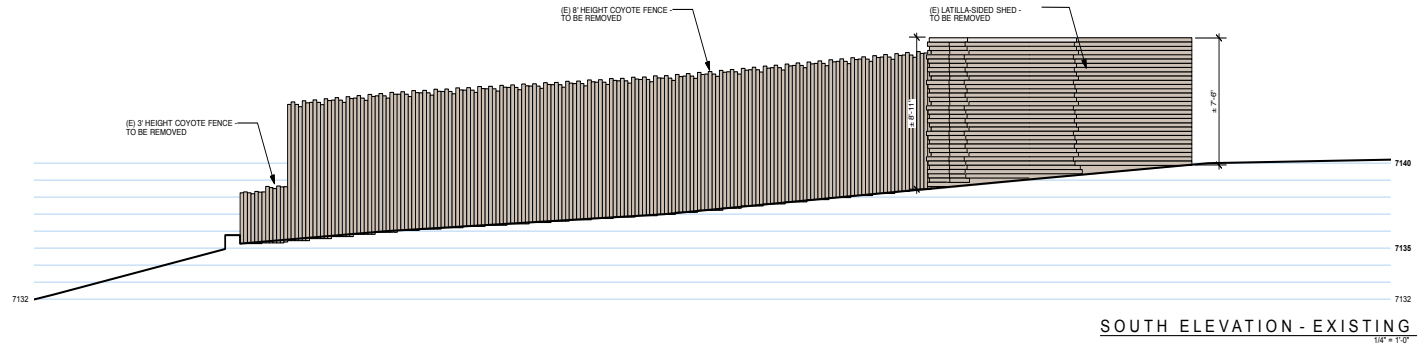 (E) 8' HEIGHT COYOTE FENCE -
TO BE REMOVED
(E) LATILLA-SIDED SHED -
TO BE REMOVED
± 8'-11"
± 7'-6"
(E) 3' HEIGHT COYOTE FENCE -
TO BE REMOVED
7140
7135
7132
7132
SOUTH ELEVATION - EXISTING
1/4" = 1'-0"